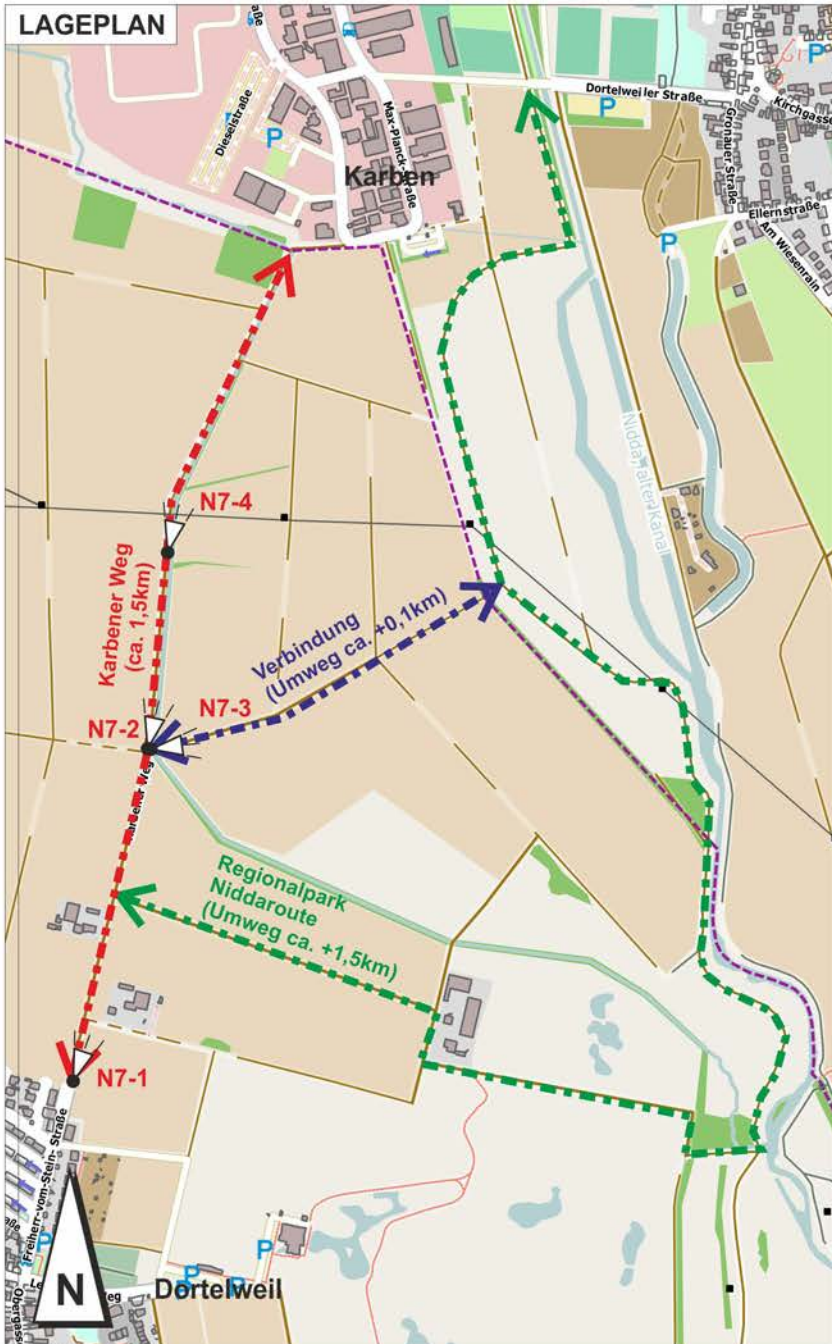 LAGEPLAN
Dieselstraße
Max-Planck-Straße
Karben
P
Dortelweiler Straße
P
P
Kirchgasse
Gronauer Straße
Ellernstraße
Am Wiesenrain
P
Nidda, alter Kanal
N7-4
Karbener Weg
(ca. 1,5km)
Verbindung
(Umweg ca. +0,1km)
N7-3
N7-2
Karbener Weg
Regionalpark
Niddaroute
(Umweg ca. +1,5km)
N7-1
Freiherr-vom-Stein-Straße
P
N
P
P
P
Dortelweil